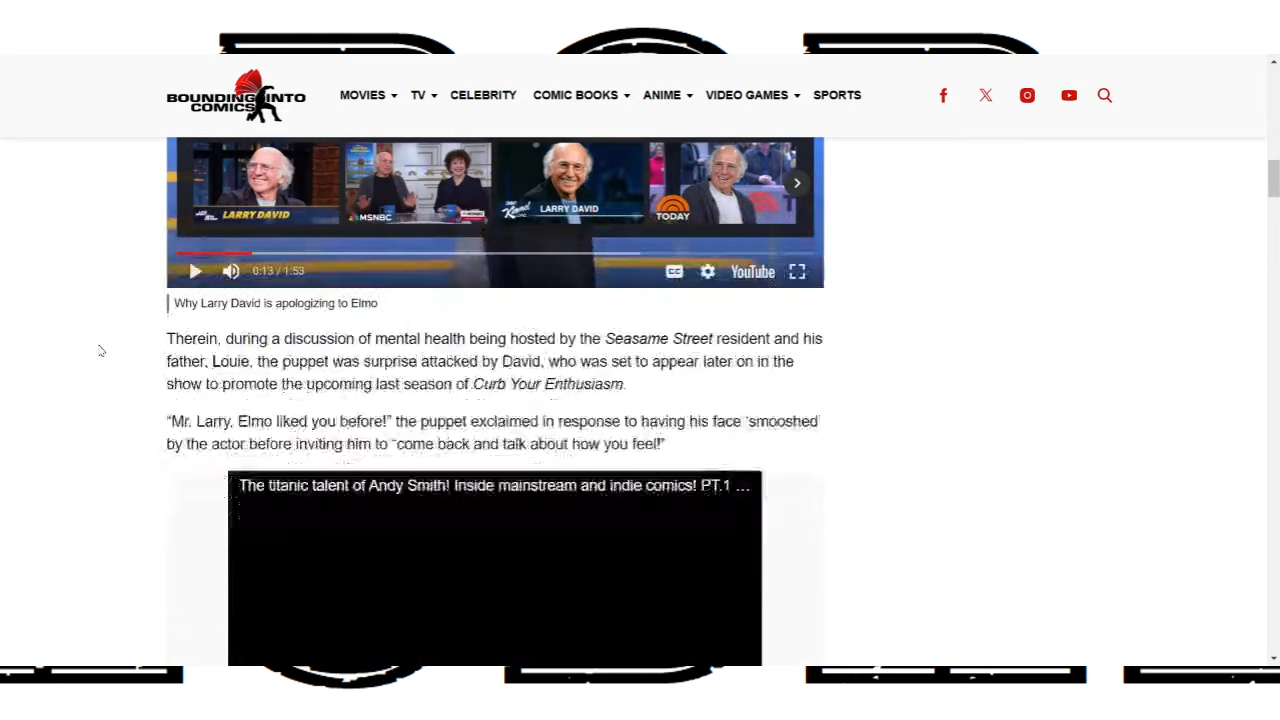 BOUNDING INTO
COMICS
MOVIES
TV
CELEBRITY
COMIC BOOKS
ANIME
VIDEO GAMES
SPORTS
LARRY DAVID
MSNBC
LARRY DAVID
TODAY
0:13 / 1:53
CC
YouTube
Why Larry David is apologizing to Elmo
Therein, during a discussion of mental health being hosted by the Seasame Street resident and his
father, Louie, the puppet was surprise attacked by David, who was set to appear later on in the
show to promote the upcoming last season of Curb Your Enthusiasm.
“Mr. Larry, Elmo liked you before!” the puppet exclaimed in response to having his face ‘smooshed’
by the actor before inviting him to “come back and talk about how you feel!”
The titanic talent of Andy Smith! Inside mainstream and indie comics! PT.1 ...